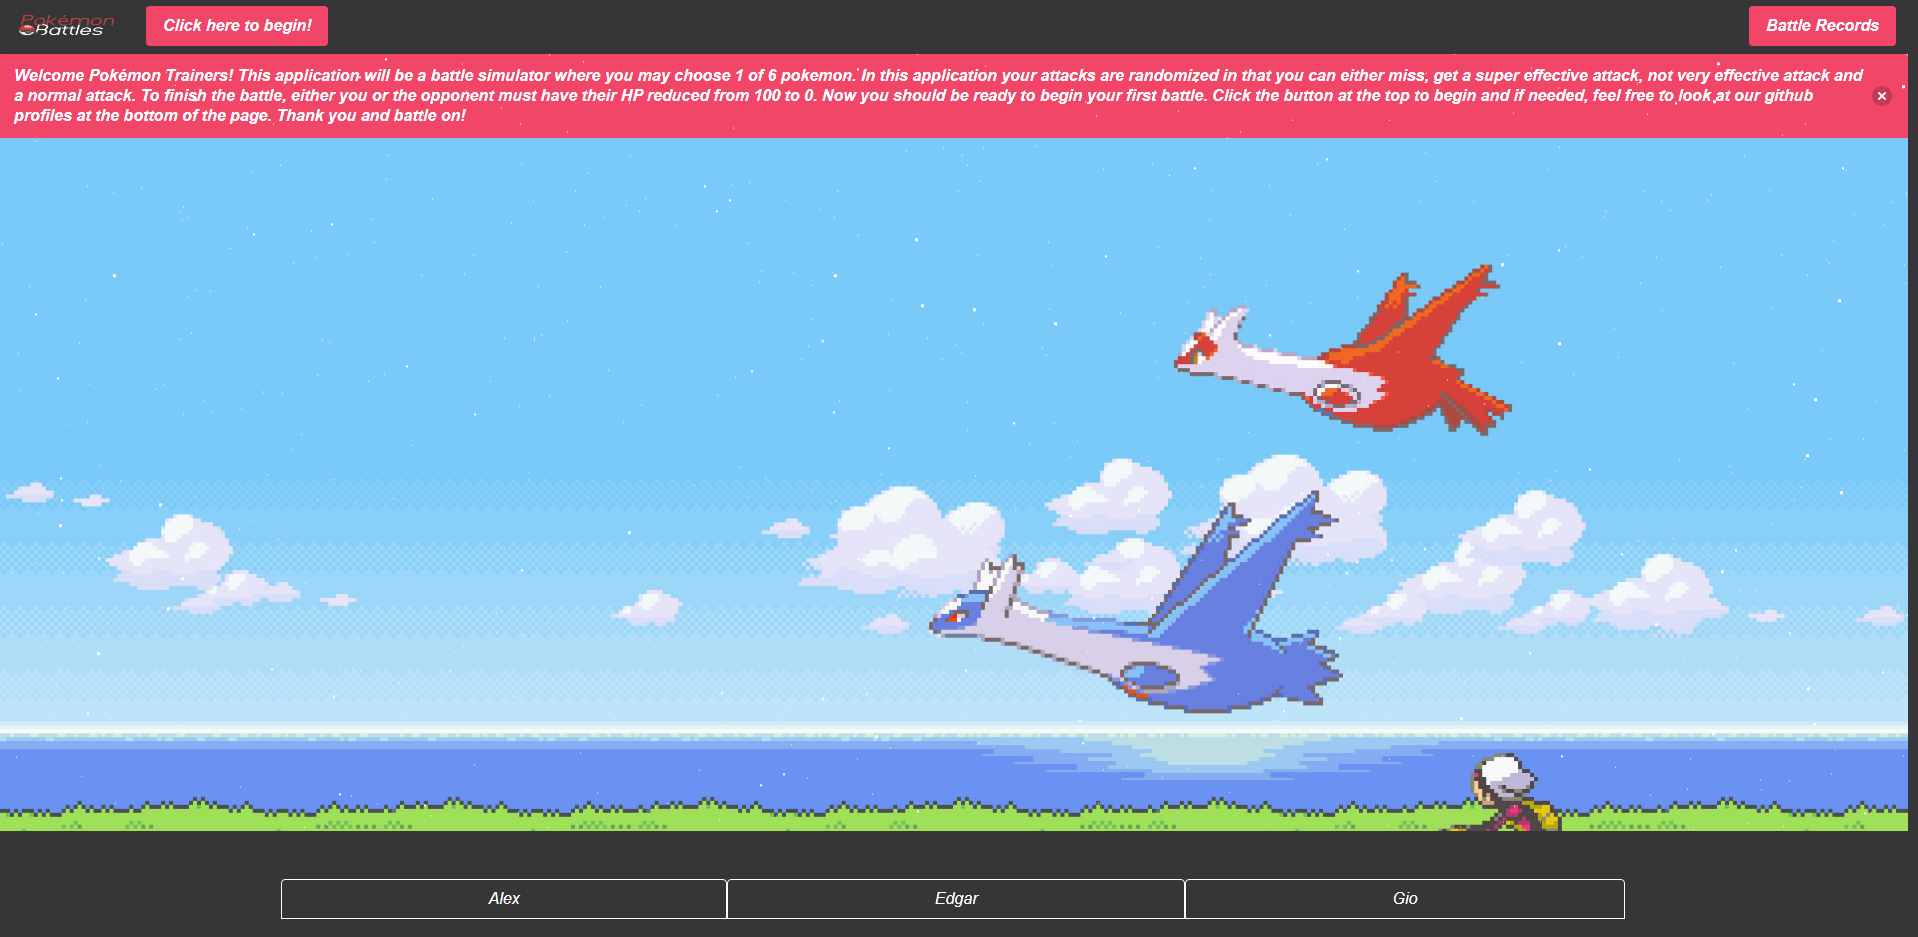 Pokémon
Battles
Click here to begin!
Battle Records
Welcome Pokémon Trainers! This application will be a battle simulator where you may choose 1 of 6 pokemon. In this application your attacks are randomized in that you can either miss, get a super effective attack, not very effective attack and
a normal attack. To finish the battle, either you or the opponent must have their HP reduced from 100 to 0. Now you should be ready to begin your first battle. Click the button at the top to begin and if needed, feel free to look at our github
profiles at the bottom of the page. Thank you and battle on!
Alex
Edgar
Gio